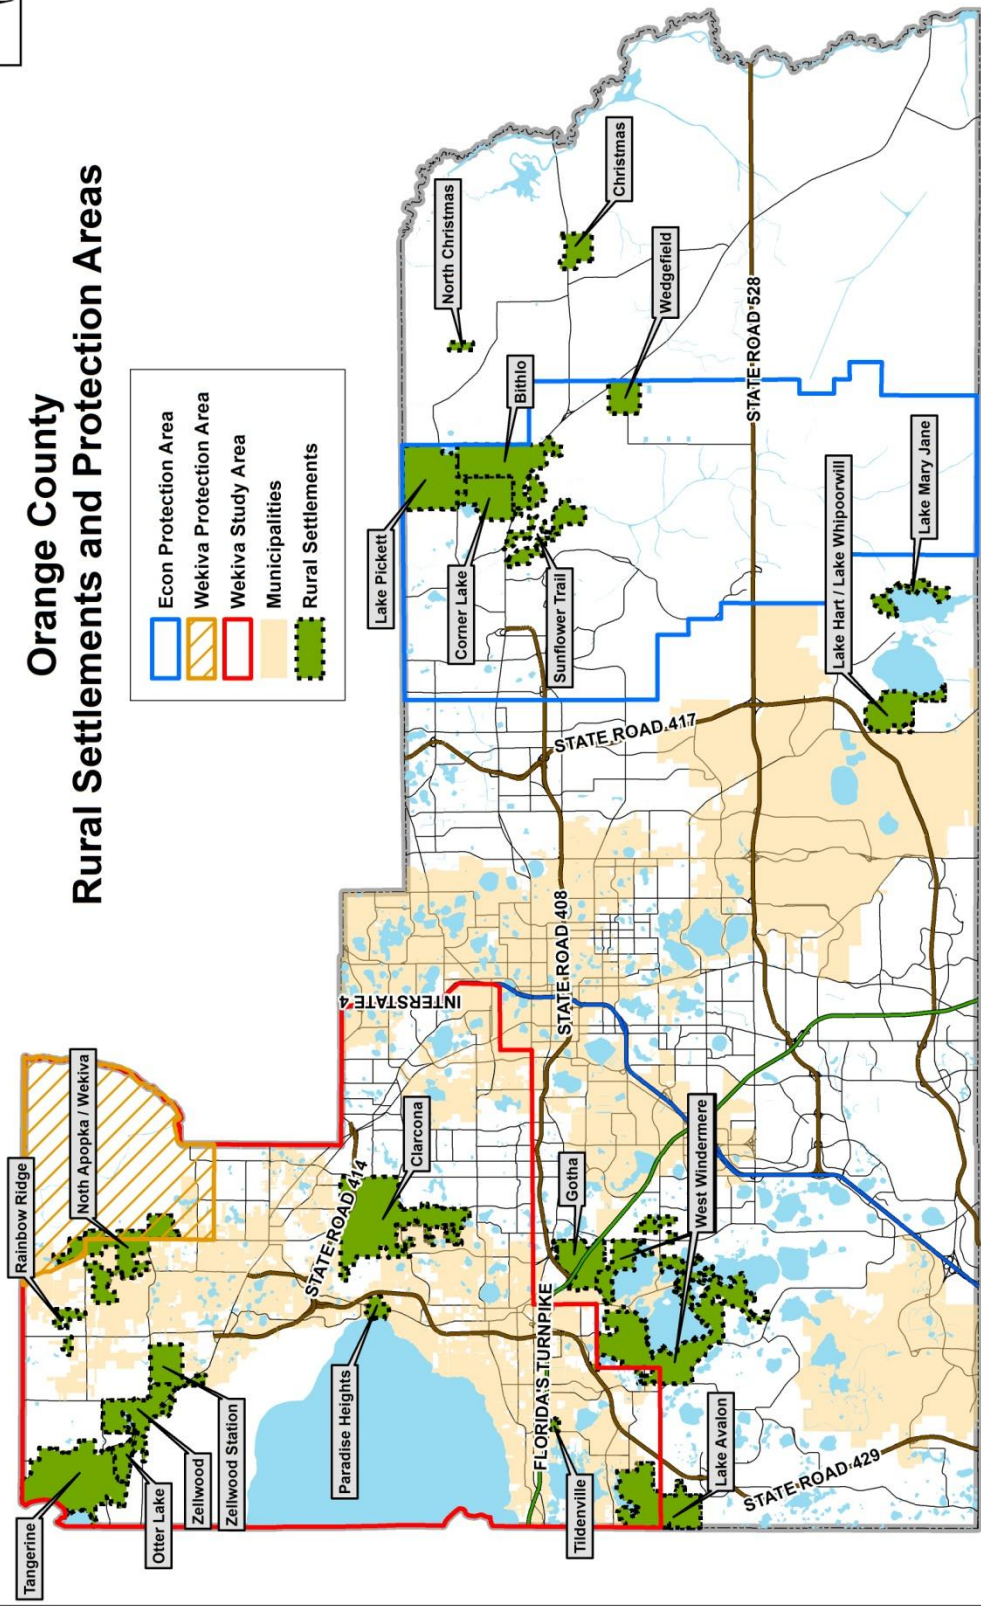 Orange County
Rural Settlements and Protection Areas
Econ Protection Area
Wekiva Protection Area
Wekiva Study Area
Municipalities
Rural Settlements
Rainbow Ridge
Noth Apopka / Wekiva
Tangerine
Otter Lake
Zellwood
Zellwood Station
STATE ROAD 414
Clarcona
Paradise Heights
INTERSTATE 4
FLORIDA'S TURNPIKE
Tildenville
Gotha
West Windermere
Lake Avalon
STATE ROAD 429
STATE ROAD 408
STATE ROAD 417
Lake Pickett
Corner Lake
Sunflower Trail
Bithlo
North Christmas
Christmas
Wedgefield
STATE ROAD 528
Lake Hart / Lake Whipoorwill
Lake Mary Jane